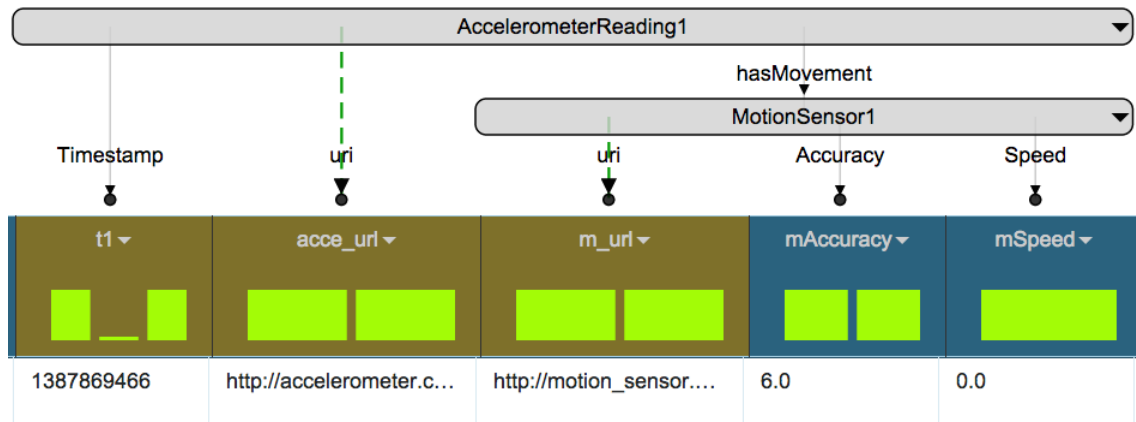 AccelerometerReading1
hasMovement
MotionSensor1
Timestamp uri uri Accuracy Speed
t1 acce_url m_url mAccuracy mSpeed
1387869466 http://accelerometer.c... http://motion_sensor.... 6.0 0.0